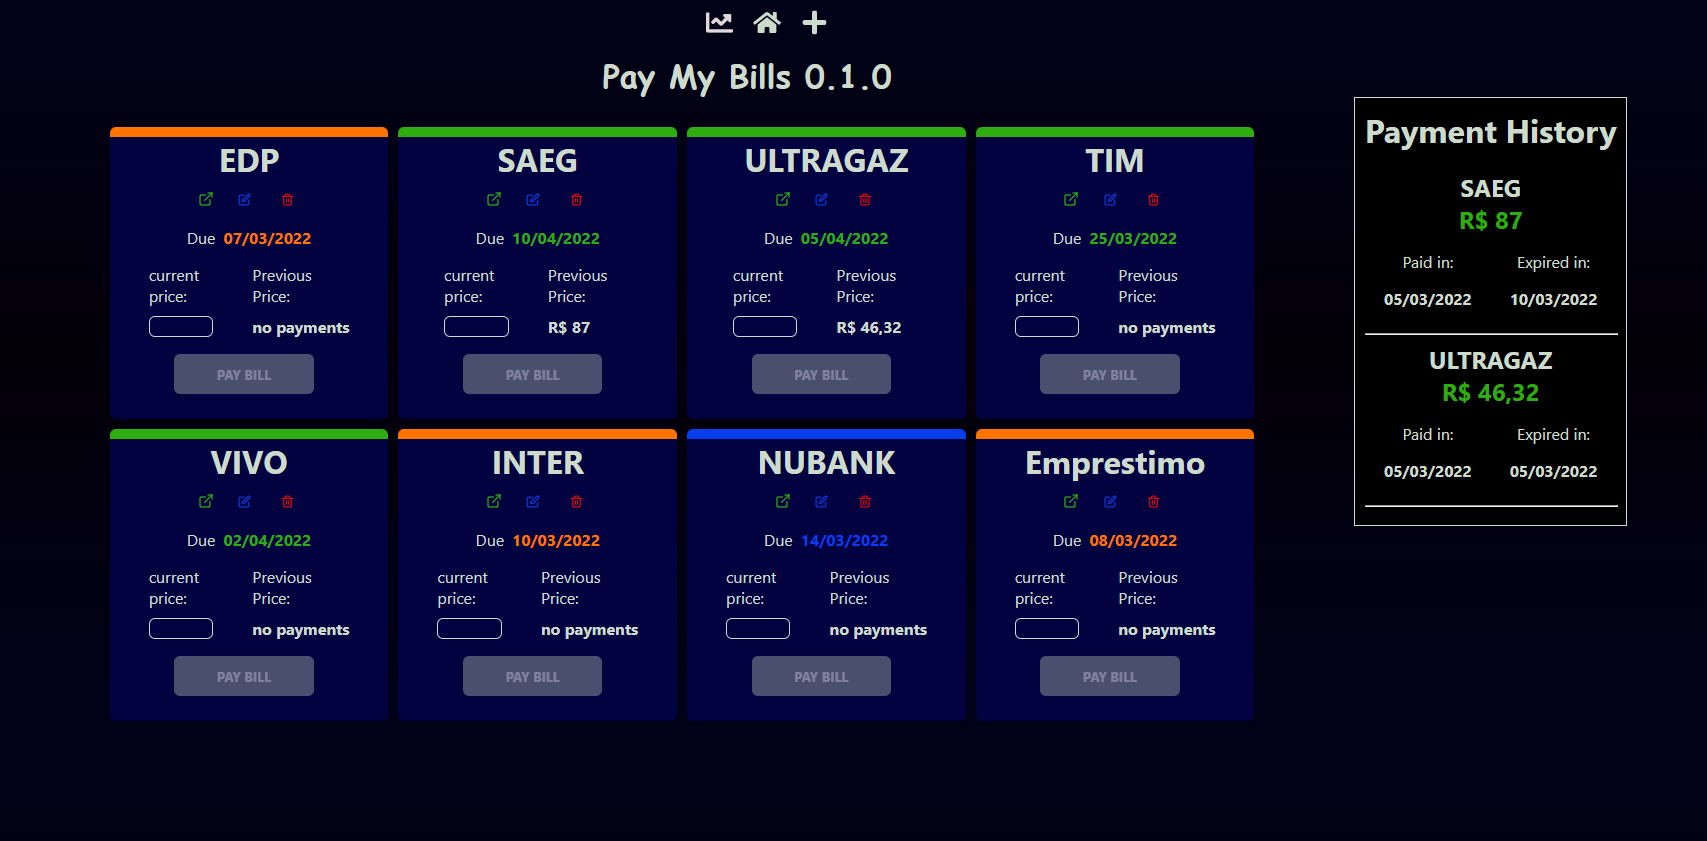 Pay My Bills 0.1.0
EDP
Due 07/03/2022
current price:
Previous Price:
no payments
PAY BILL
SAEG
Due 10/04/2022
current price:
Previous Price:
R$ 87
PAY BILL
ULTRAGAZ
Due 05/04/2022
current price:
Previous Price:
R$ 46,32
PAY BILL
TIM
Due 25/03/2022
current price:
Previous Price:
no payments
PAY BILL
VIVO
Due 02/04/2022
current price:
Previous Price:
no payments
PAY BILL
INTER
Due 10/03/2022
current price:
Previous Price:
no payments
PAY BILL
NUBANK
Due 14/03/2022
current price:
Previous Price:
no payments
PAY BILL
Emprestimo
Due 08/03/2022
current price:
Previous Price:
no payments
PAY BILL
Payment History
SAEG
R$ 87
Paid in: Expired in:
05/03/2022 10/03/2022
ULTRAGAZ
R$ 46,32
Paid in: Expired in:
05/03/2022 05/03/2022